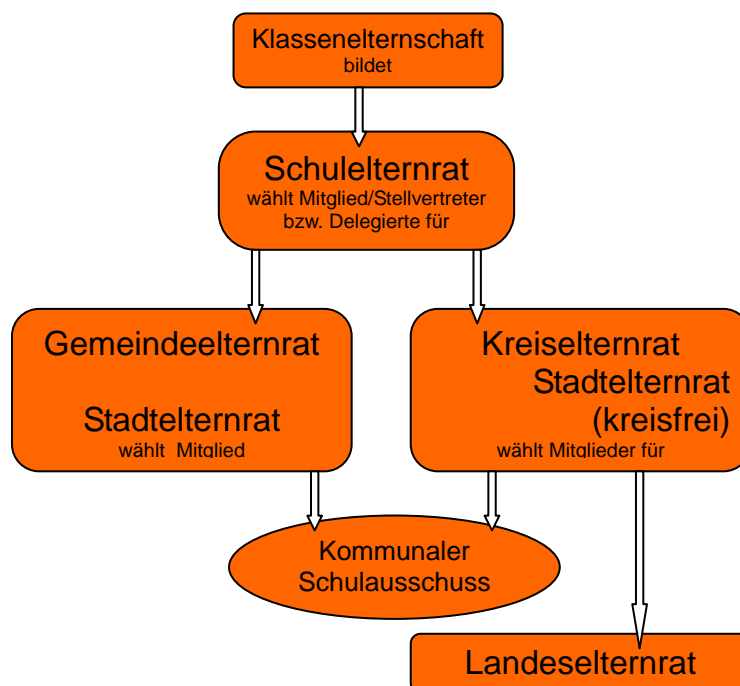 Klassenelternschaft
bildet
Schulelternrat
wählt Mitglied/Stellvertreter
bzw. Delegierte für
Gemeindeelternrat
Stadtelternrat
wählt Mitglied
Kreiselternrat
Stadtelternrat
(kreisfrei)
wählt Mitglieder für
Kommunaler
Schulausschuss
Landeselternrat